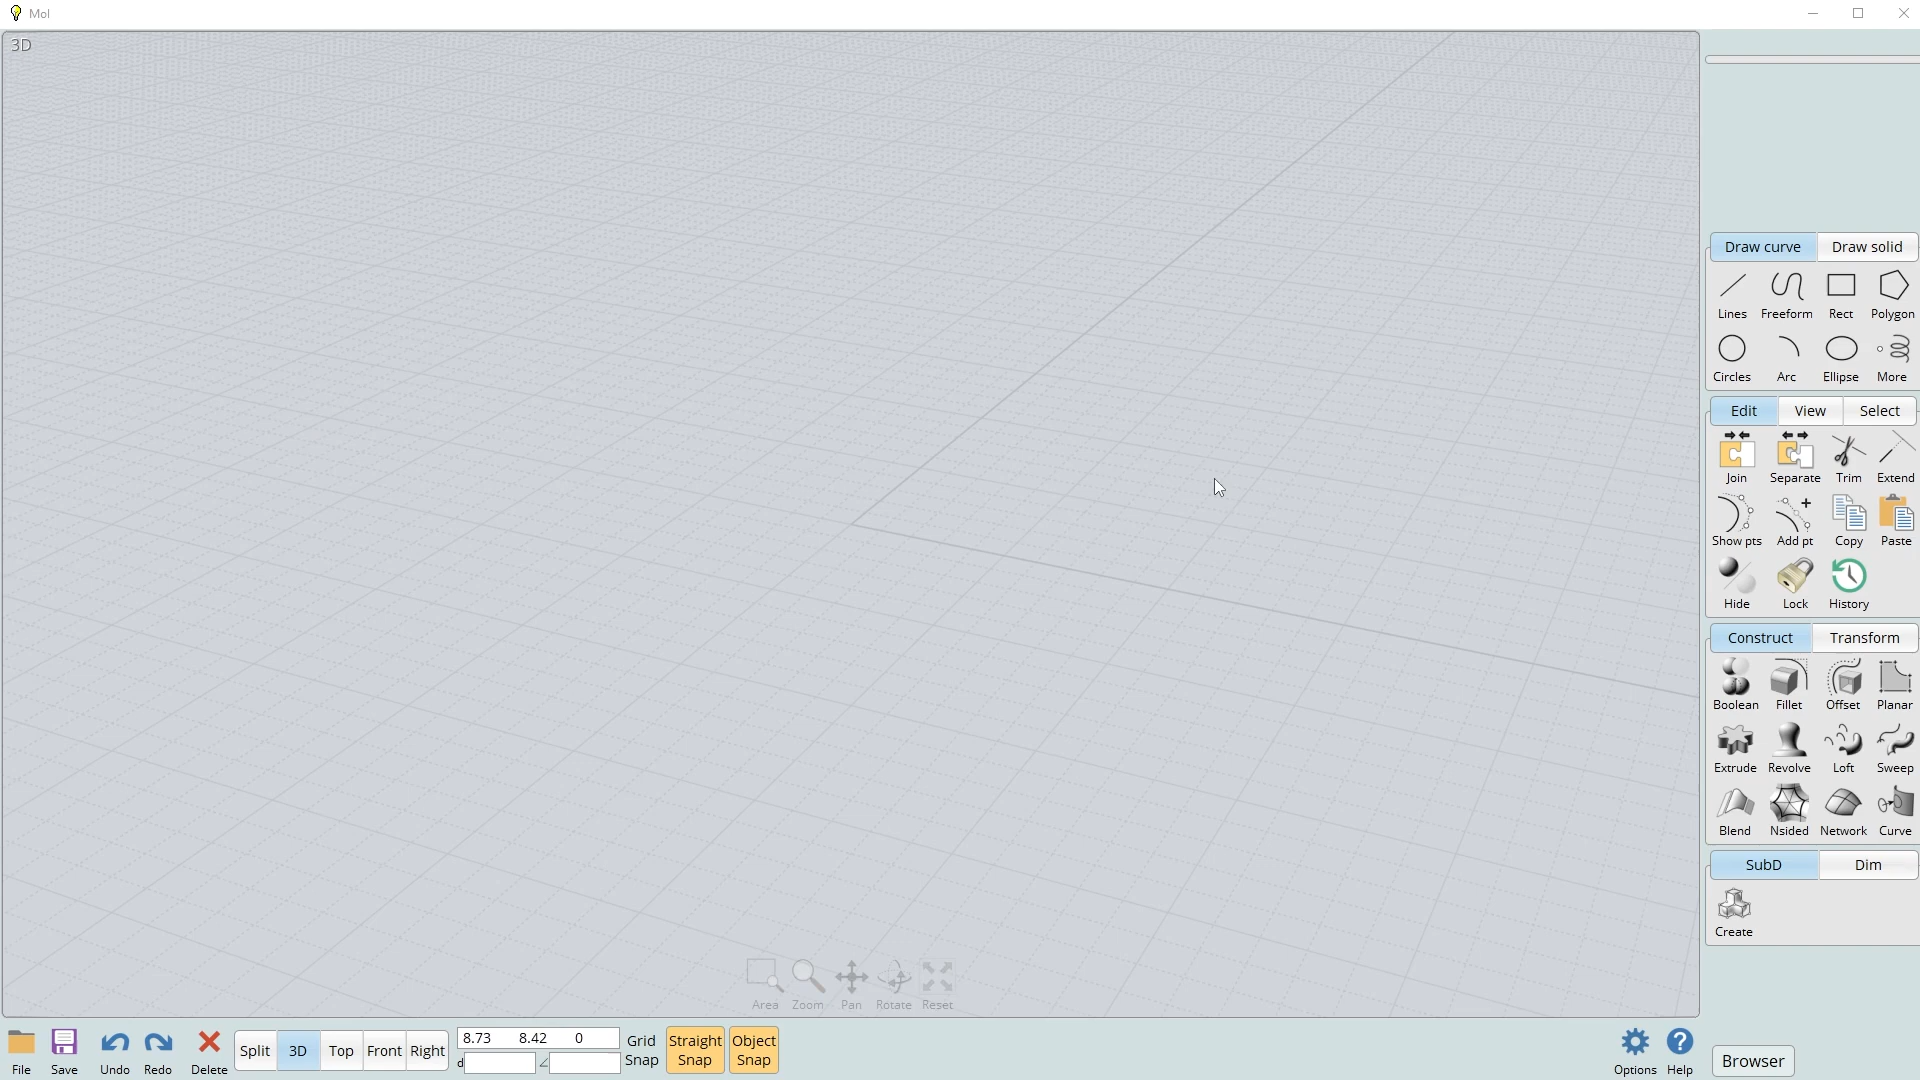 MoI
3D
Draw curve Draw solid
Lines Freeform Rect Polygon
Circles Arc Ellipse More
Edit View Select
Join Separate Trim Extend
Show pts Add pt Copy Paste
Hide Lock History
Construct Transform
Boolean Fillet Offset Planar
Extrude Revolve Loft Sweep
Blend Nsided Network Curve
SubD Dim
Create
Area Zoom Pan Rotate Reset
File Save Undo Redo Delete
Split 3D Top Front Right
8.73 8.42 0
d ∠
Grid Snap
Straight Snap
Object Snap
Options Help
Browser